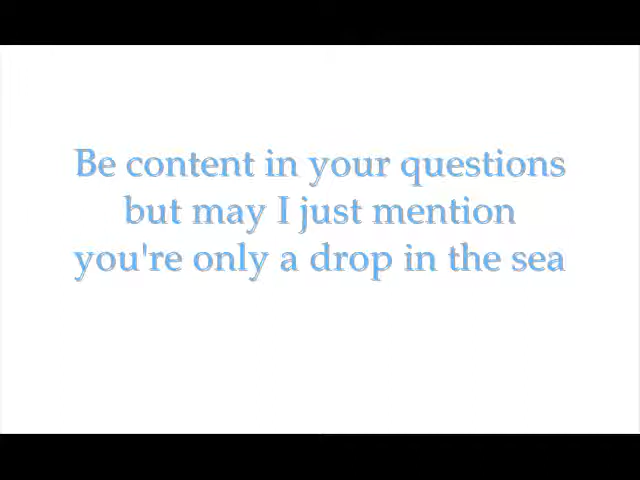 Be content in your questions
but may I just mention
you're only a drop in the sea